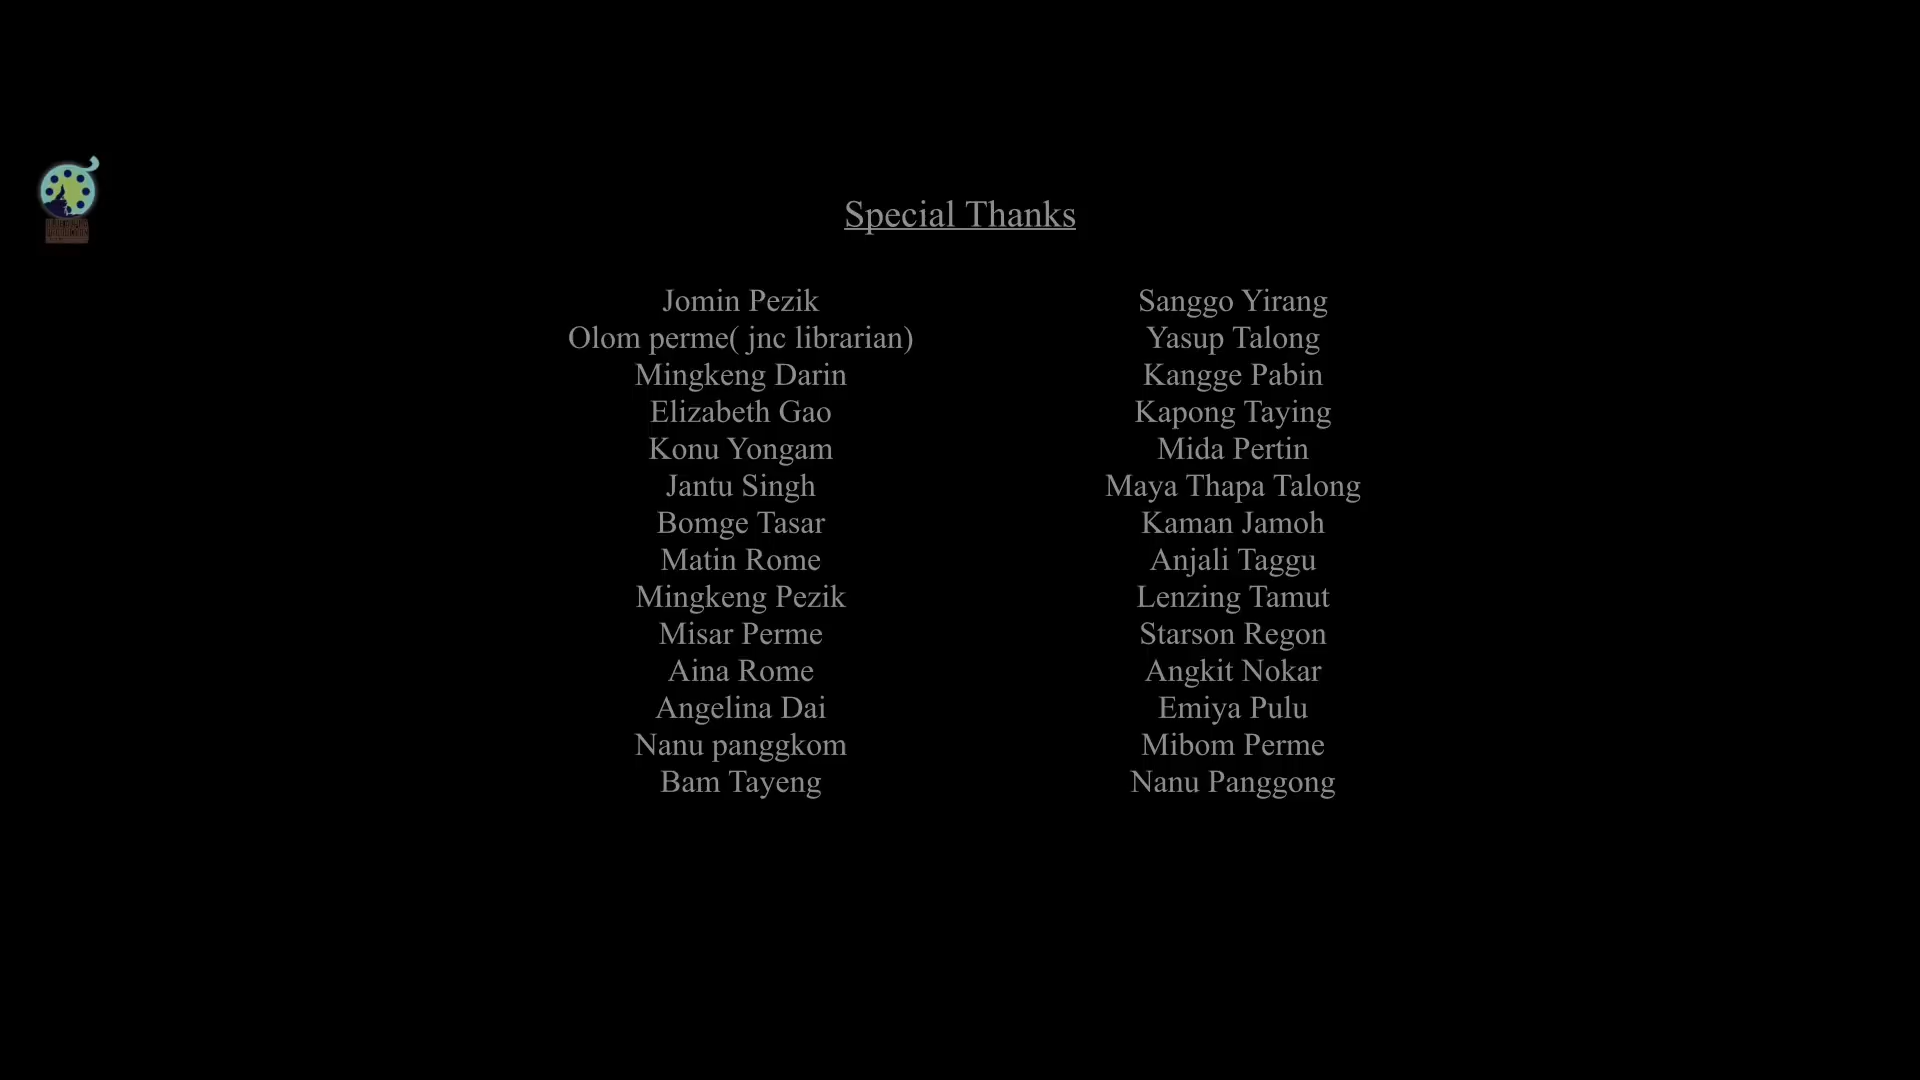 Special Thanks
Jomin Pezik
Olom perme( jnc librarian)
Mingkeng Darin
Elizabeth Gao
Konu Yongam
Jantu Singh
Bomge Tasar
Matin Rome
Mingkeng Pezik
Misar Perme
Aina Rome
Angelina Dai
Nanu panggkom
Bam Tayeng
Sanggo Yirang
Yasup Talong
Kangge Pabin
Kapong Taying
Mida Pertin
Maya Thapa Talong
Kaman Jamoh
Anjali Taggu
Lenzing Tamut
Starson Regon
Angkit Nokar
Emiya Pulu
Mibom Perme
Nanu Panggong